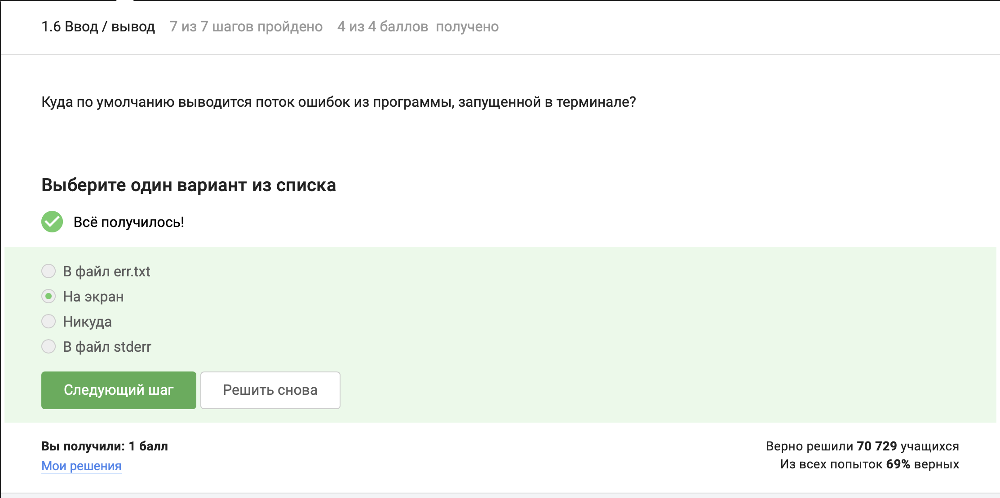 1.6 Ввод / вывод 7 из 7 шагов пройдено 4 из 4 баллов получено
Куда по умолчанию выводится поток ошибок из программы, запущенной в терминале?
Выберите один вариант из списка
Всё получилось!
В файл err.txt
На экран
Никуда
В файл stderr
Следующий шаг Решить снова
Вы получили: 1 балл
Мои решения
Верно решили 70 729 учащихся
Из всех попыток 69% верных